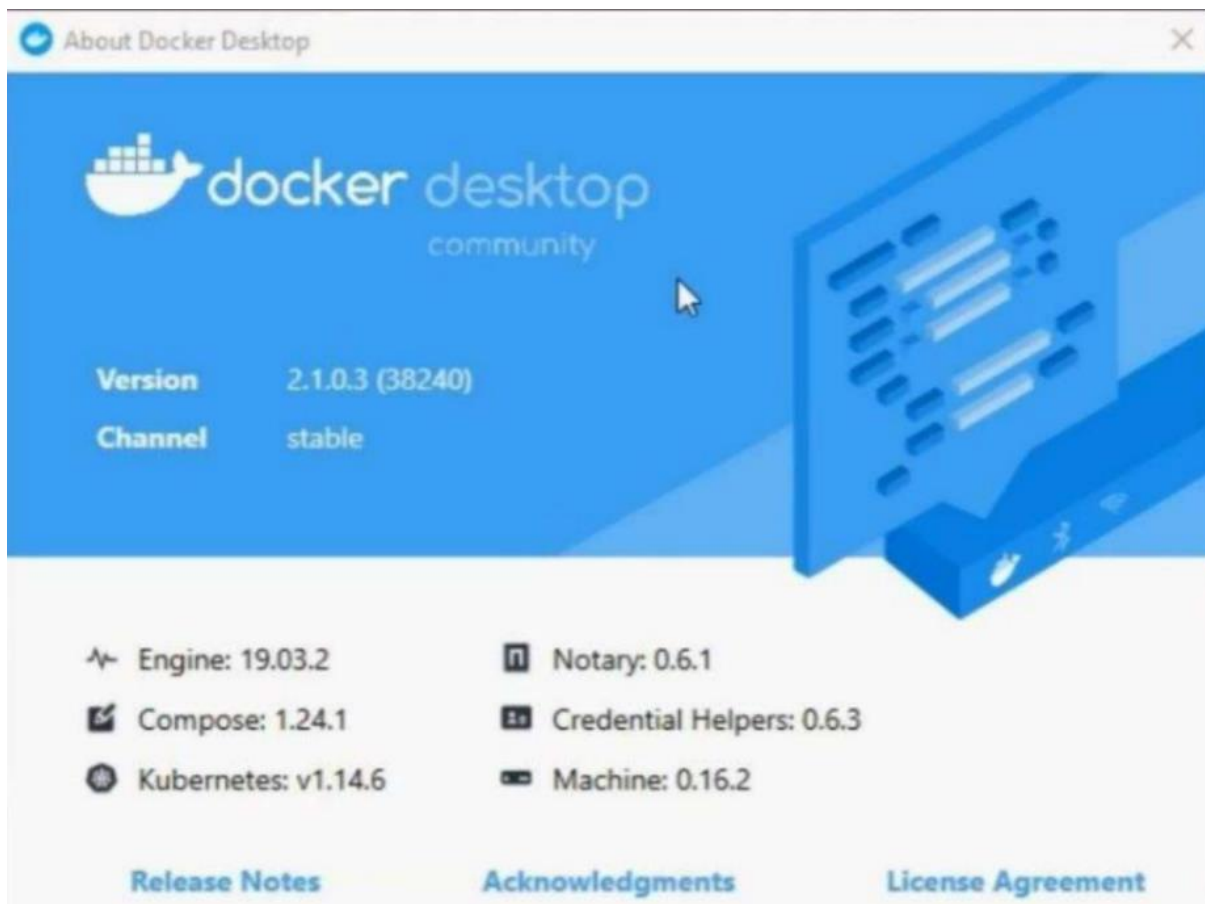 About Docker Desktop
docker desktop
community
Version 2.1.0.3 (38240)
Channel stable
Engine: 19.03.2
Notary: 0.6.1
Compose: 1.24.1
Credential Helpers: 0.6.3
Kubernetes: v1.14.6
Machine: 0.16.2
Release Notes
Acknowledgments
License Agreement